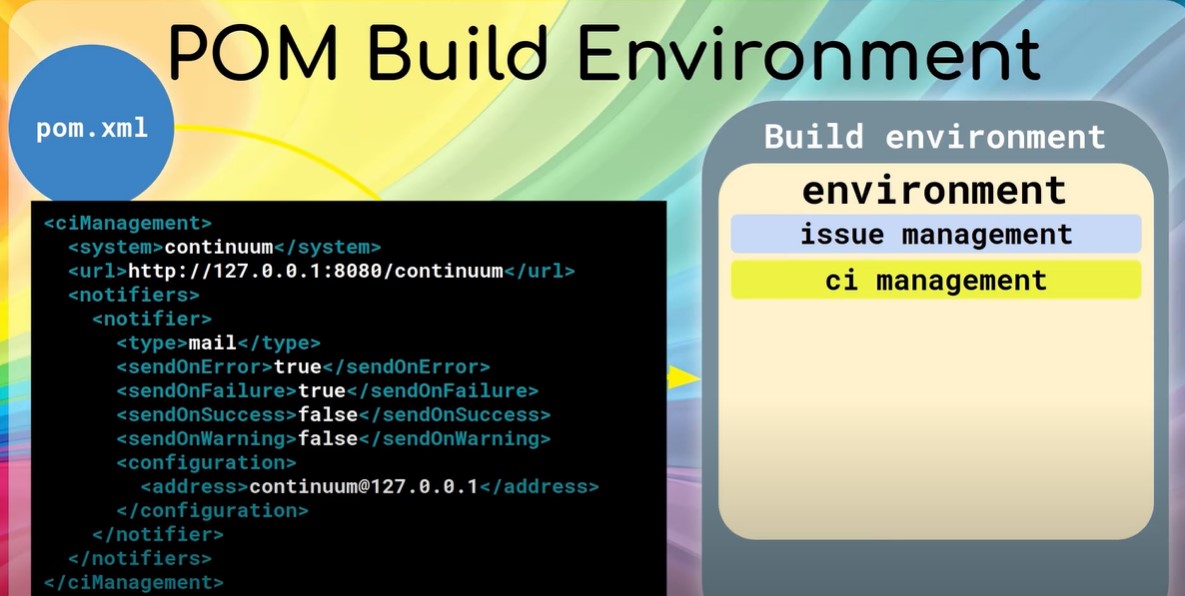 POM Build Environment
pom.xml
<ciManagement>
  <system>continuum</system>
  <url>http://127.0.0.1:8080/continuum</url>
  <notifiers>
    <notifier>
      <type>mail</type>
      <sendOnError>true</sendOnError>
      <sendOnFailure>true</sendOnFailure>
      <sendOnSuccess>false</sendOnSuccess>
      <sendOnWarning>false</sendOnWarning>
      <configuration>
        <address>continuum@127.0.0.1</address>
      </configuration>
    </notifier>
  </notifiers>
</ciManagement>
Build environment
environment
issue management
ci management